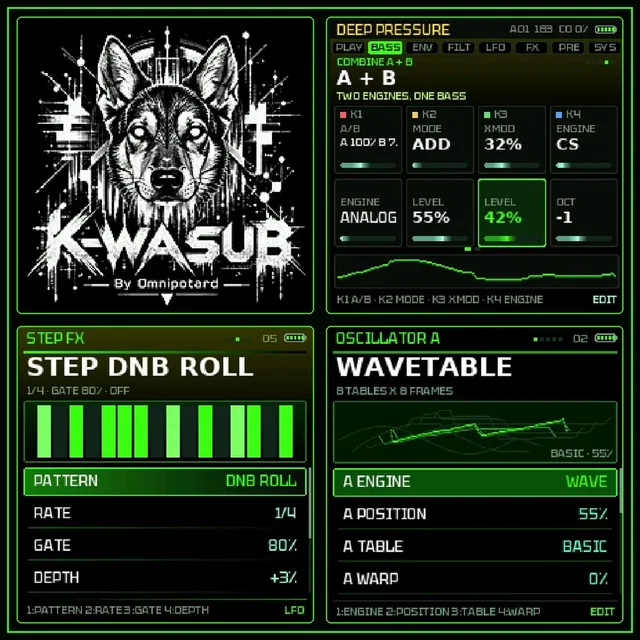 K-WASUB
By Omnipotard
DEEP PRESSURE A01 183 C0 0%
PLAY BASS ENV FILT LFO FX PRE SYS
COMBINE A + B
A + B
TWO ENGINES, ONE BASS
K1 K2 K3 K4
A/B MODE XMOD ENGINE
A 100% B 7. ADD 32% CS
ENGINE LEVEL LEVEL OCT
ANALOG 55% 42% -1
K1 A/B · K2 MODE · K3 XMOD · K4 ENGINE EDIT
STEP FX 05
STEP DNB ROLL
1/4 · GATE 80% · OFF
PATTERN DNB ROLL
RATE 1/4
GATE 80%
DEPTH +3%
1:PATTERN 2:RATE 3:GATE 4:DEPTH LFO
OSCILLATOR A 02
WAVETABLE
8 TABLES X 8 FRAMES
BASIC · 55%
A ENGINE WAVE
A POSITION 55%
A TABLE BASIC
A WARP 0%
1:ENGINE 2:POSITION 3:TABLE 4:WARP EDIT